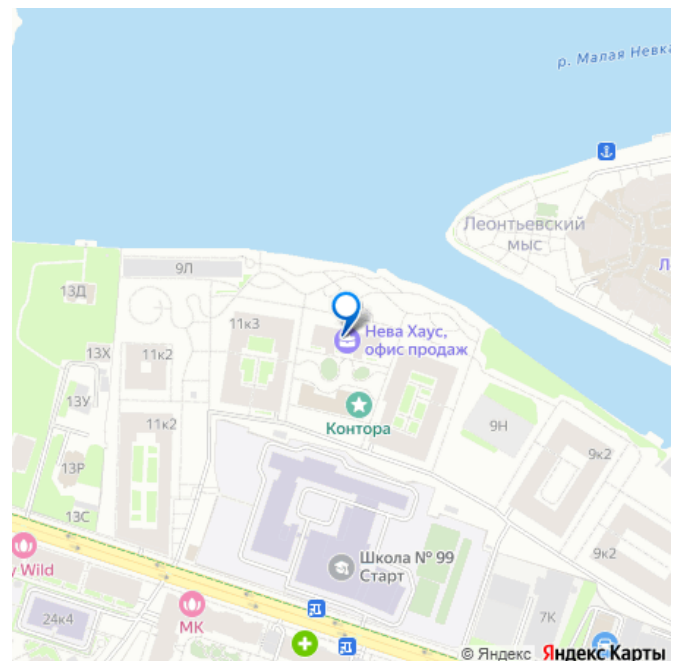 р. Малая Невка
Леонтьевский
мыс
9Л
13Д
11к3
Нева Хаус,
офис продаж
13Х
11к2
13У
11к2
Контора
9Н
9к2
13Р
13С
Школа № 99
Старт
9к2
y Wild
24к4
МК
7К
© Яндекс Яндекс Карты